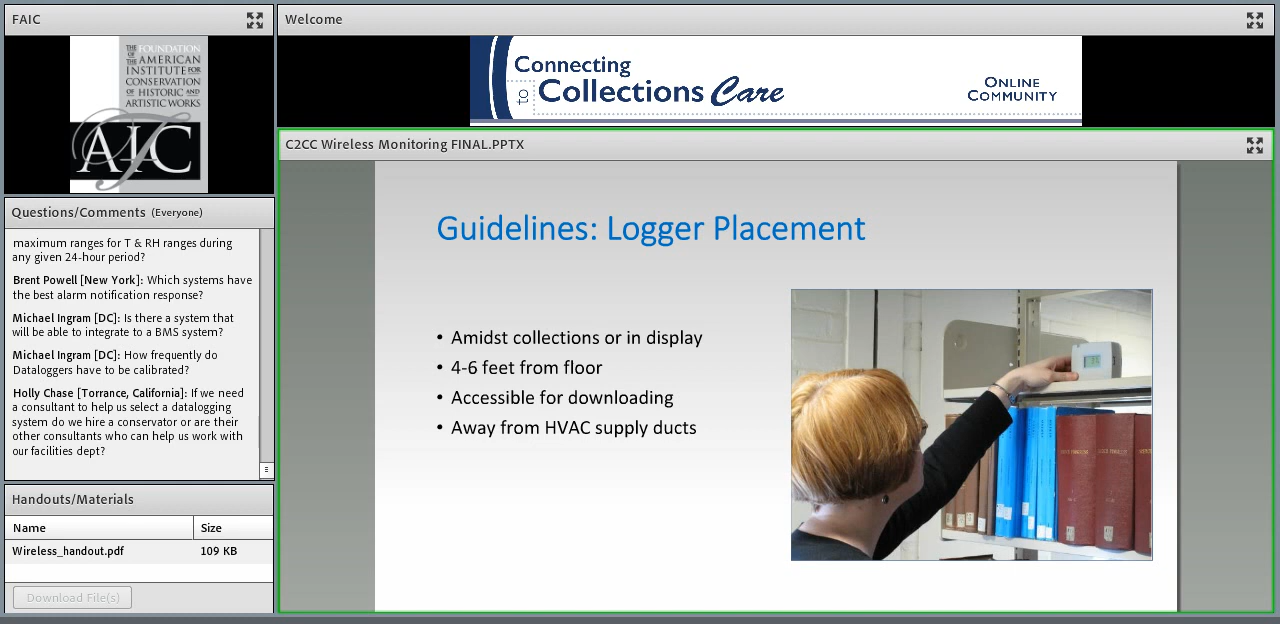 FAIC
THE FOUNDATION
OF THE AMERICAN
INSTITUTE FOR
CONSERVATION
OF HISTORIC AND
ARTISTIC WORKS
FAIC
Questions/Comments (Everyone)
maximum ranges for T & RH ranges during
any given 24-hour period?
Brent Powell [New York]: Which systems have
the best alarm notification response?
Michael Ingram [DC]: Is there a system that
will be able to integrate to a BMS system?
Michael Ingram [DC]: How frequently do
Dataloggers have to be calibrated?
Holly Chase [Torrance, California]: If we need
a consultant to help us select a datalogging
system do we hire a conservator or are their
other consultants who can help us work with
our facilities dept?
Handouts/Materials
Name Size
Wireless_handout.pdf 109 KB
Download File(s)
Welcome
Connecting
to Collections Care
ONLINE
COMMUNITY
C2CC Wireless Monitoring FINAL.PPTX
Guidelines: Logger Placement
• Amidst collections or in display
• 4-6 feet from floor
• Accessible for downloading
• Away from HVAC supply ducts